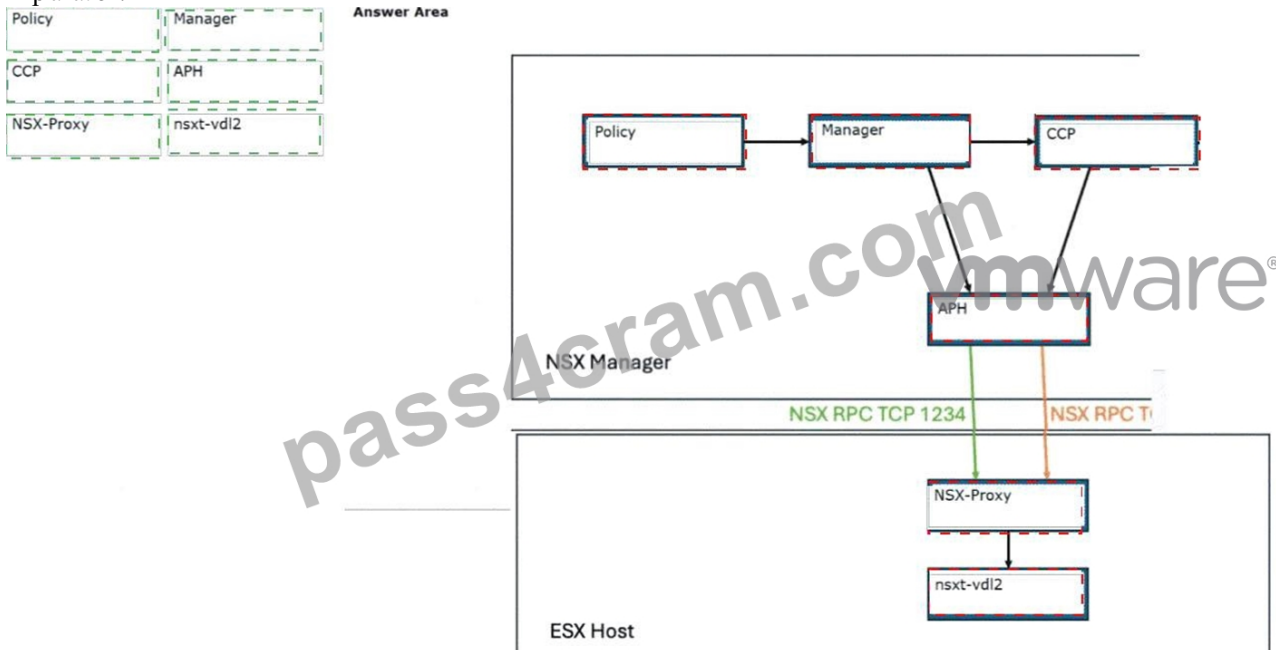 Policy Manager
CCP APH
NSX-Proxy nsxt-vdl2
Answer Area
Policy
Manager
CCP
APH
NSX Manager
NSX RPC TCP 1234
NSX RPC
NSX-Proxy
nsxt-vdl2
ESX Host
pass4cram.com
vmware®